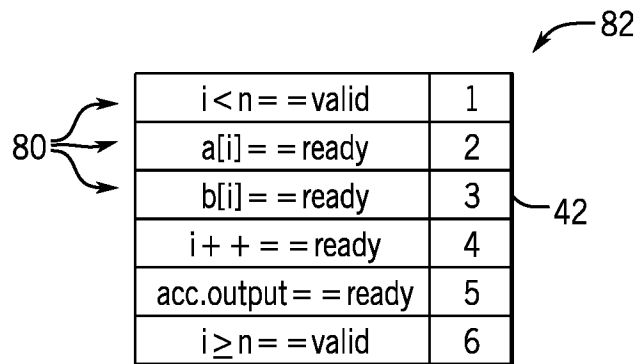 82
i<n==valid 1
80
a[i]==ready 2
b[i]==ready 3
42
i++==ready 4
acc.output==ready 5
i≥n==valid 6